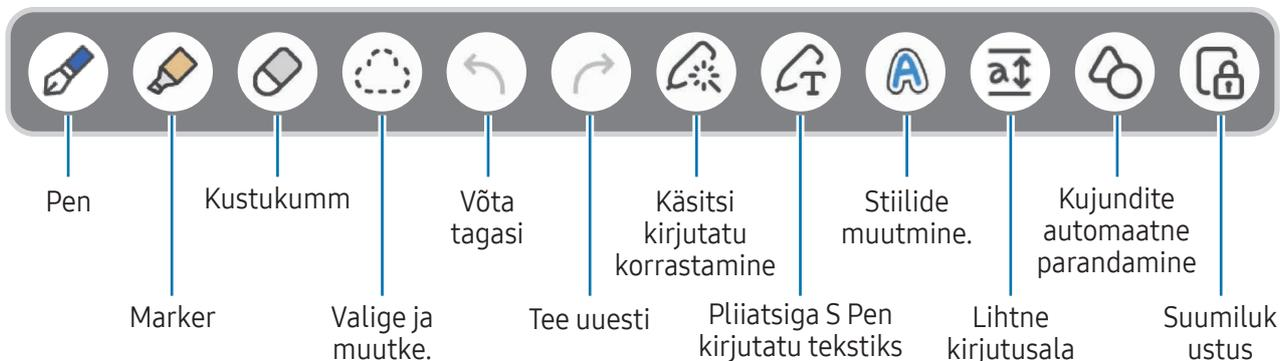 Pen
Kustukumm
Võta
tagasi
Käsitsi
kirjutatu
korrastamine
Stiilide
muutmine.
Kujundite
automaatne
parandamine
Marker
Valige ja
muutke.
Tee uuesti
Pliiatsiga S Pen
kirjutatu tekstiks
Lihtne
kirjutusala
Suumiluk
ustus